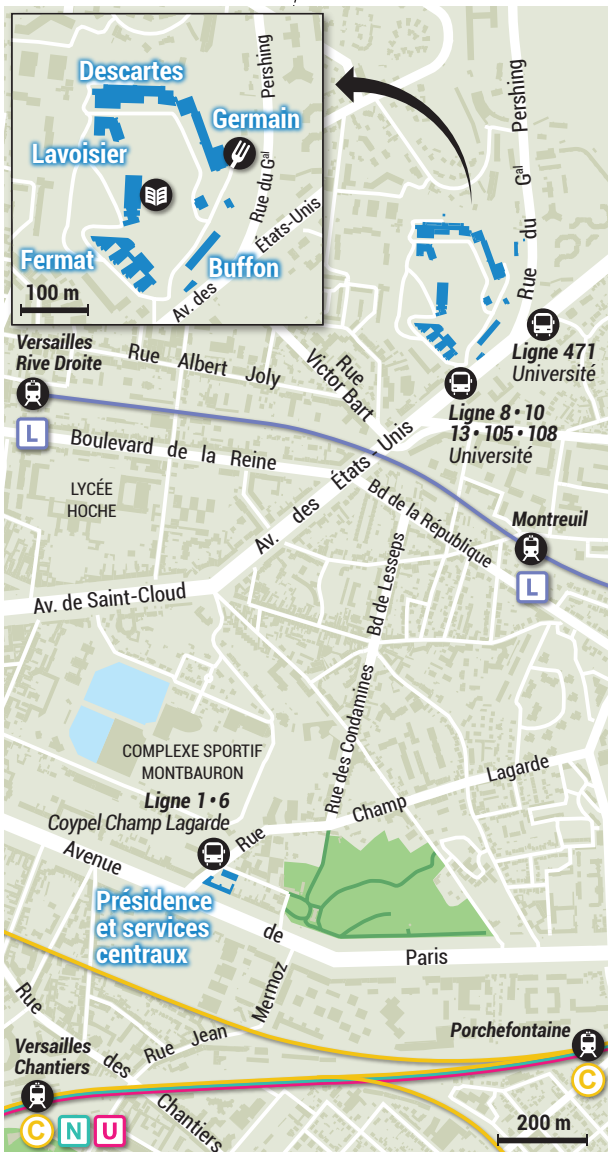 Descartes
Pershing
Germain
Lavoisier
Rue du Gal
États-Unis
Fermat
Buffon
Av. des
100 m
Pershing
Gal
du
Rue
Ligne 471
Université
Versailles
Rive Droite
Rue Albert Joly
Rue
Victor Bart
Ligne 8 • 10
13 • 105 • 108
Université
L
Boulevard de la Reine
Av. des États - Unis
LYCÉE
HOCHE
Bd de la République
Montreuil
L
Bd de Lesseps
Av. de Saint-Cloud
Rue des Condamines
COMPLEXE SPORTIF
MONTBAURON
Ligne 1 • 6
Coypel Champ Lagarde
Rue Champ Lagarde
Avenue de Paris
Présidence
et services
centraux
Rue Jean Mermoz
Rue des Chantiers
Porchefontaine
C
Versailles
Chantiers
C N U
200 m